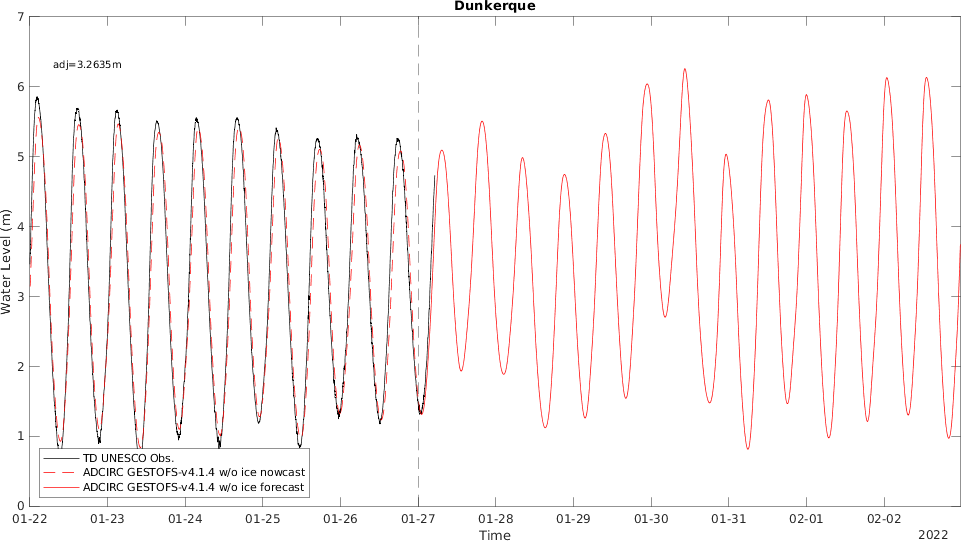 Dunkerque
7
adj=3.2635m
6
5
4
3
2
1
0
Water Level (m)
TD UNESCO Obs.
ADCIRC GESTOFS-v4.1.4 w/o ice nowcast
ADCIRC GESTOFS-v4.1.4 w/o ice forecast
01-22 01-23 01-24 01-25 01-26 01-27 01-28 01-29 01-30 01-31 02-01 02-02
Time
2022